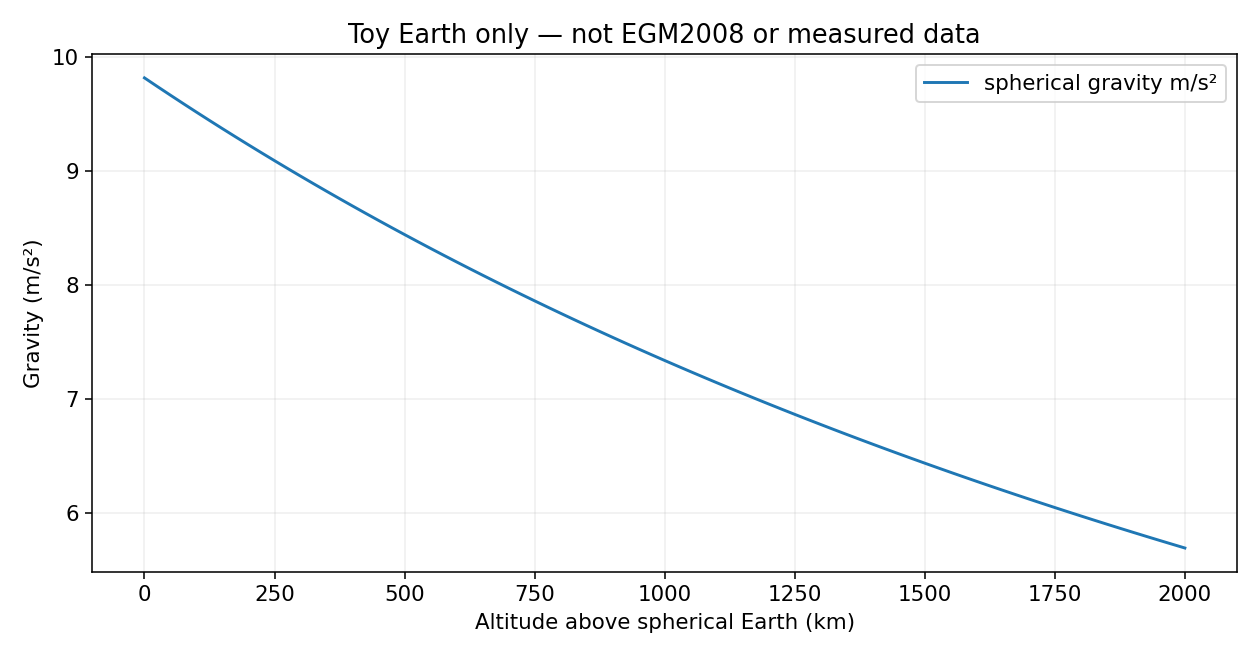 Toy Earth only — not EGM2008 or measured data
spherical gravity m/s²
Gravity (m/s²)
10
9
8
7
6
0 250 500 750 1000 1250 1500 1750 2000
Altitude above spherical Earth (km)